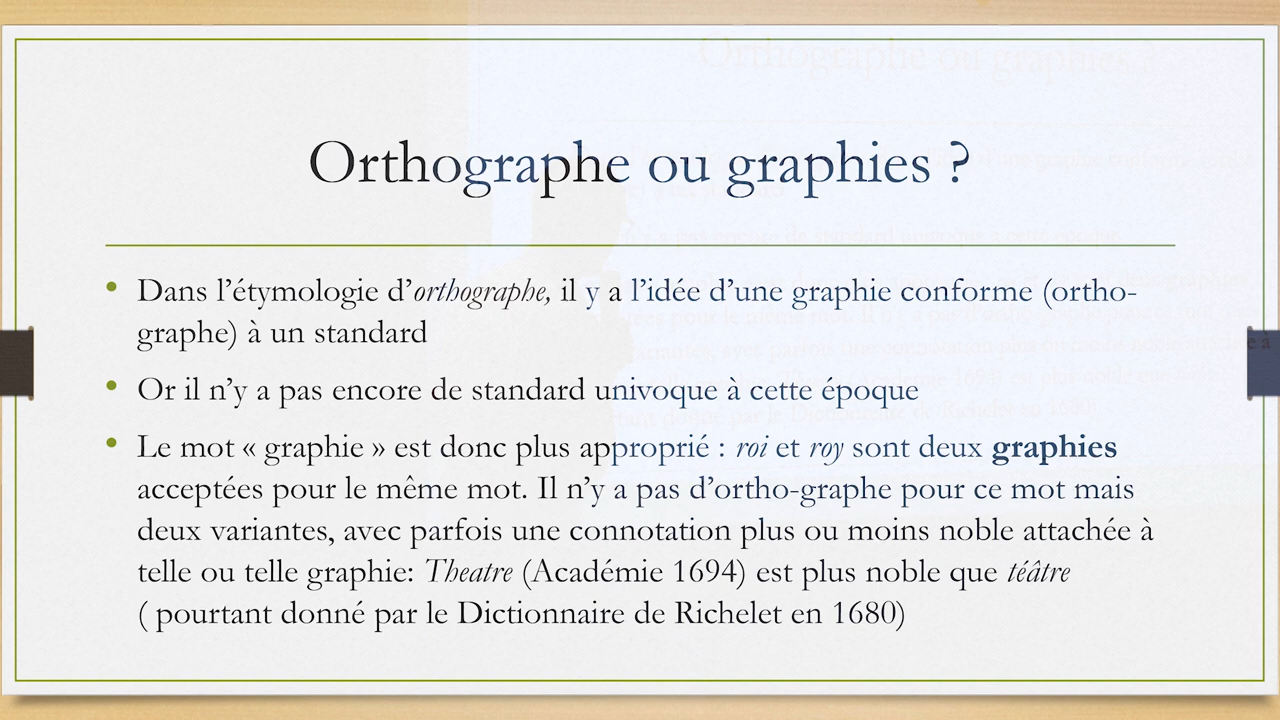 Orthographe ou graphies ?
• Dans l’étymologie d’orthographe, il y a l’idée d’une graphie conforme (ortho-
graphe) à un standard
• Or il n’y a pas encore de standard univoque à cette époque
• Le mot « graphie » est donc plus approprié : roi et roy sont deux graphies
acceptées pour le même mot. Il n’y a pas d’ortho-graphe pour ce mot mais
deux variantes, avec parfois une connotation plus ou moins noble attachée à
telle ou telle graphie: Theatre (Académie 1694) est plus noble que téâtre
( pourtant donné par le Dictionnaire de Richelet en 1680)